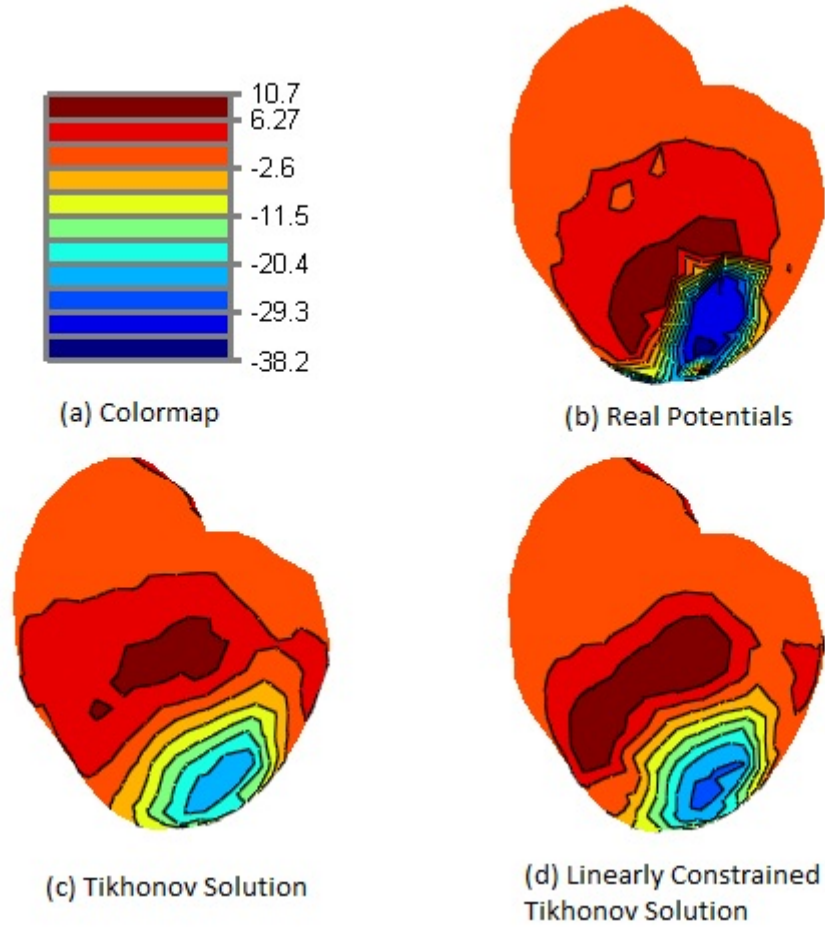 10.7
6.27
-2.6
-11.5
-20.4
-29.3
-38.2
(a) Colormap
(b) Real Potentials
(c) Tikhonov Solution
(d) Linearly Constrained
Tikhonov Solution